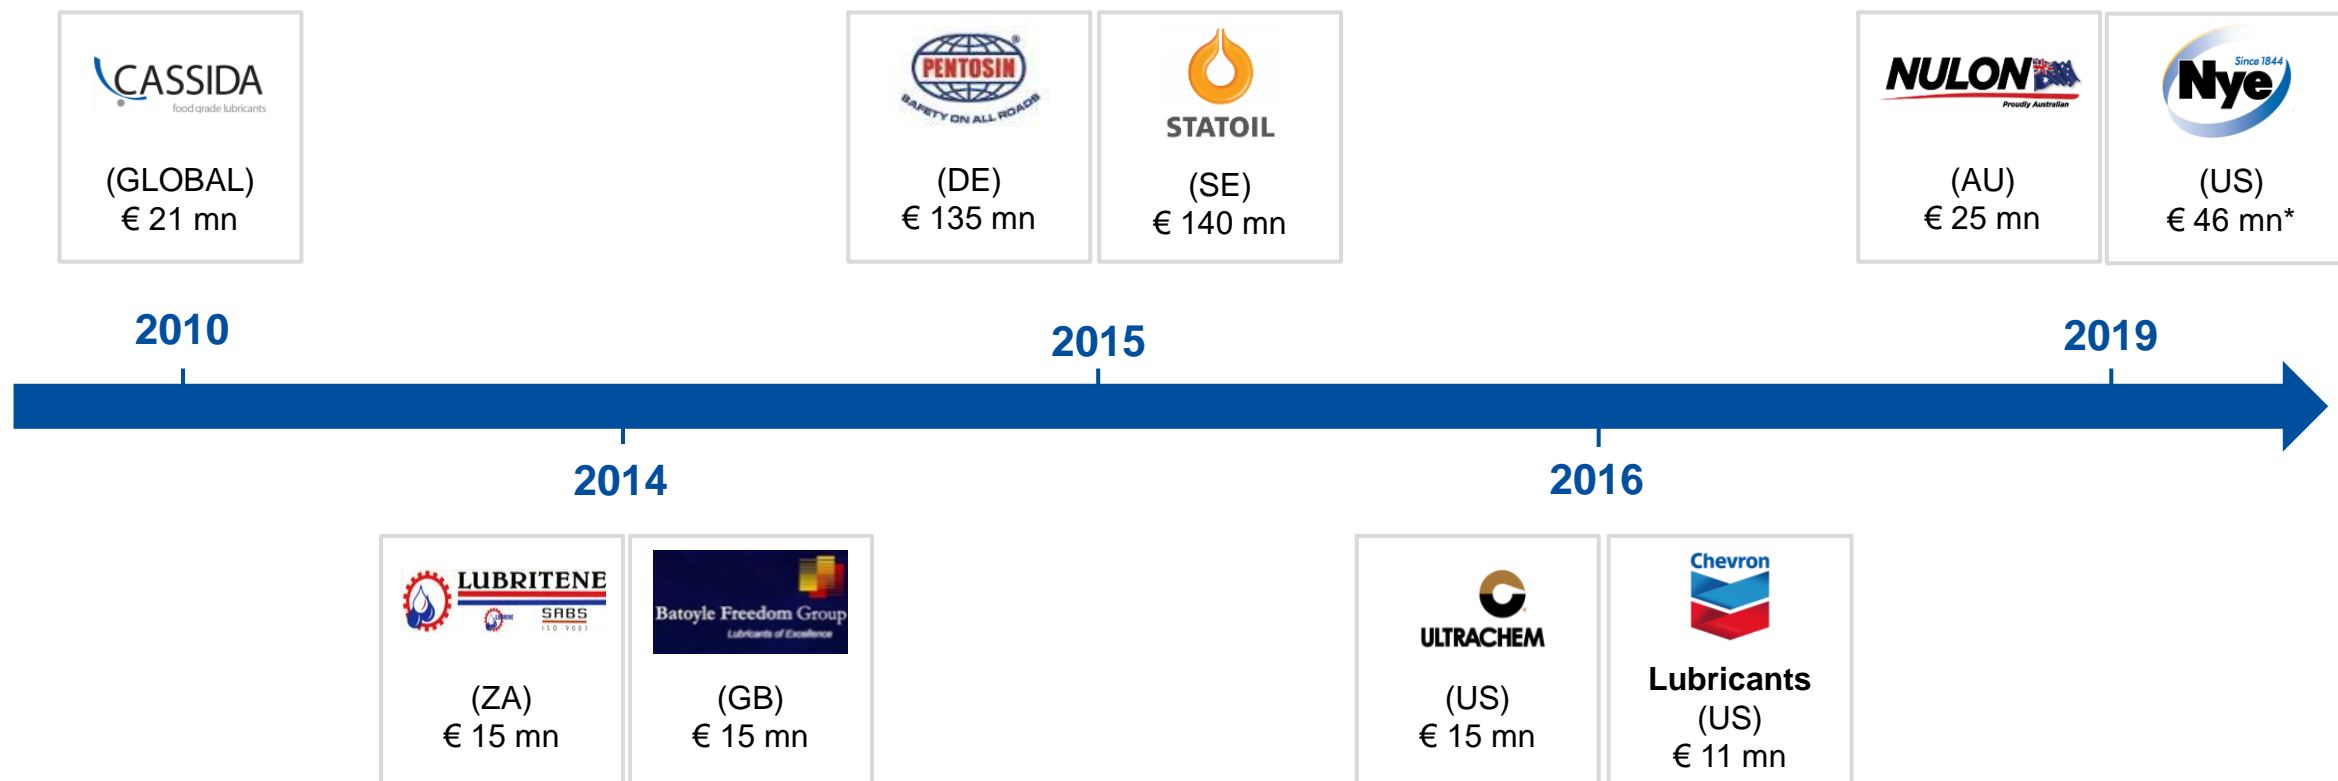 CASSIDA
food grade lubricants
(GLOBAL)
€ 21 mn
PENTOSIN
®
SAFETY ON ALL ROADS
(DE)
€ 135 mn
STATOIL
(SE)
€ 140 mn
NULON
Proudly Australian
(AU)
€ 25 mn
Since 1844
Nye
(US)
€ 46 mn*
2010
2015
2019
2014
2016
LUBRITENE
SABS
ISO 9001
(ZA)
€ 15 mn
Batoyle Freedom Group
Lubricants of Excellence
(GB)
€ 15 mn
ULTRACHEM
(US)
€ 15 mn
Chevron
Lubricants
(US)
€ 11 mn